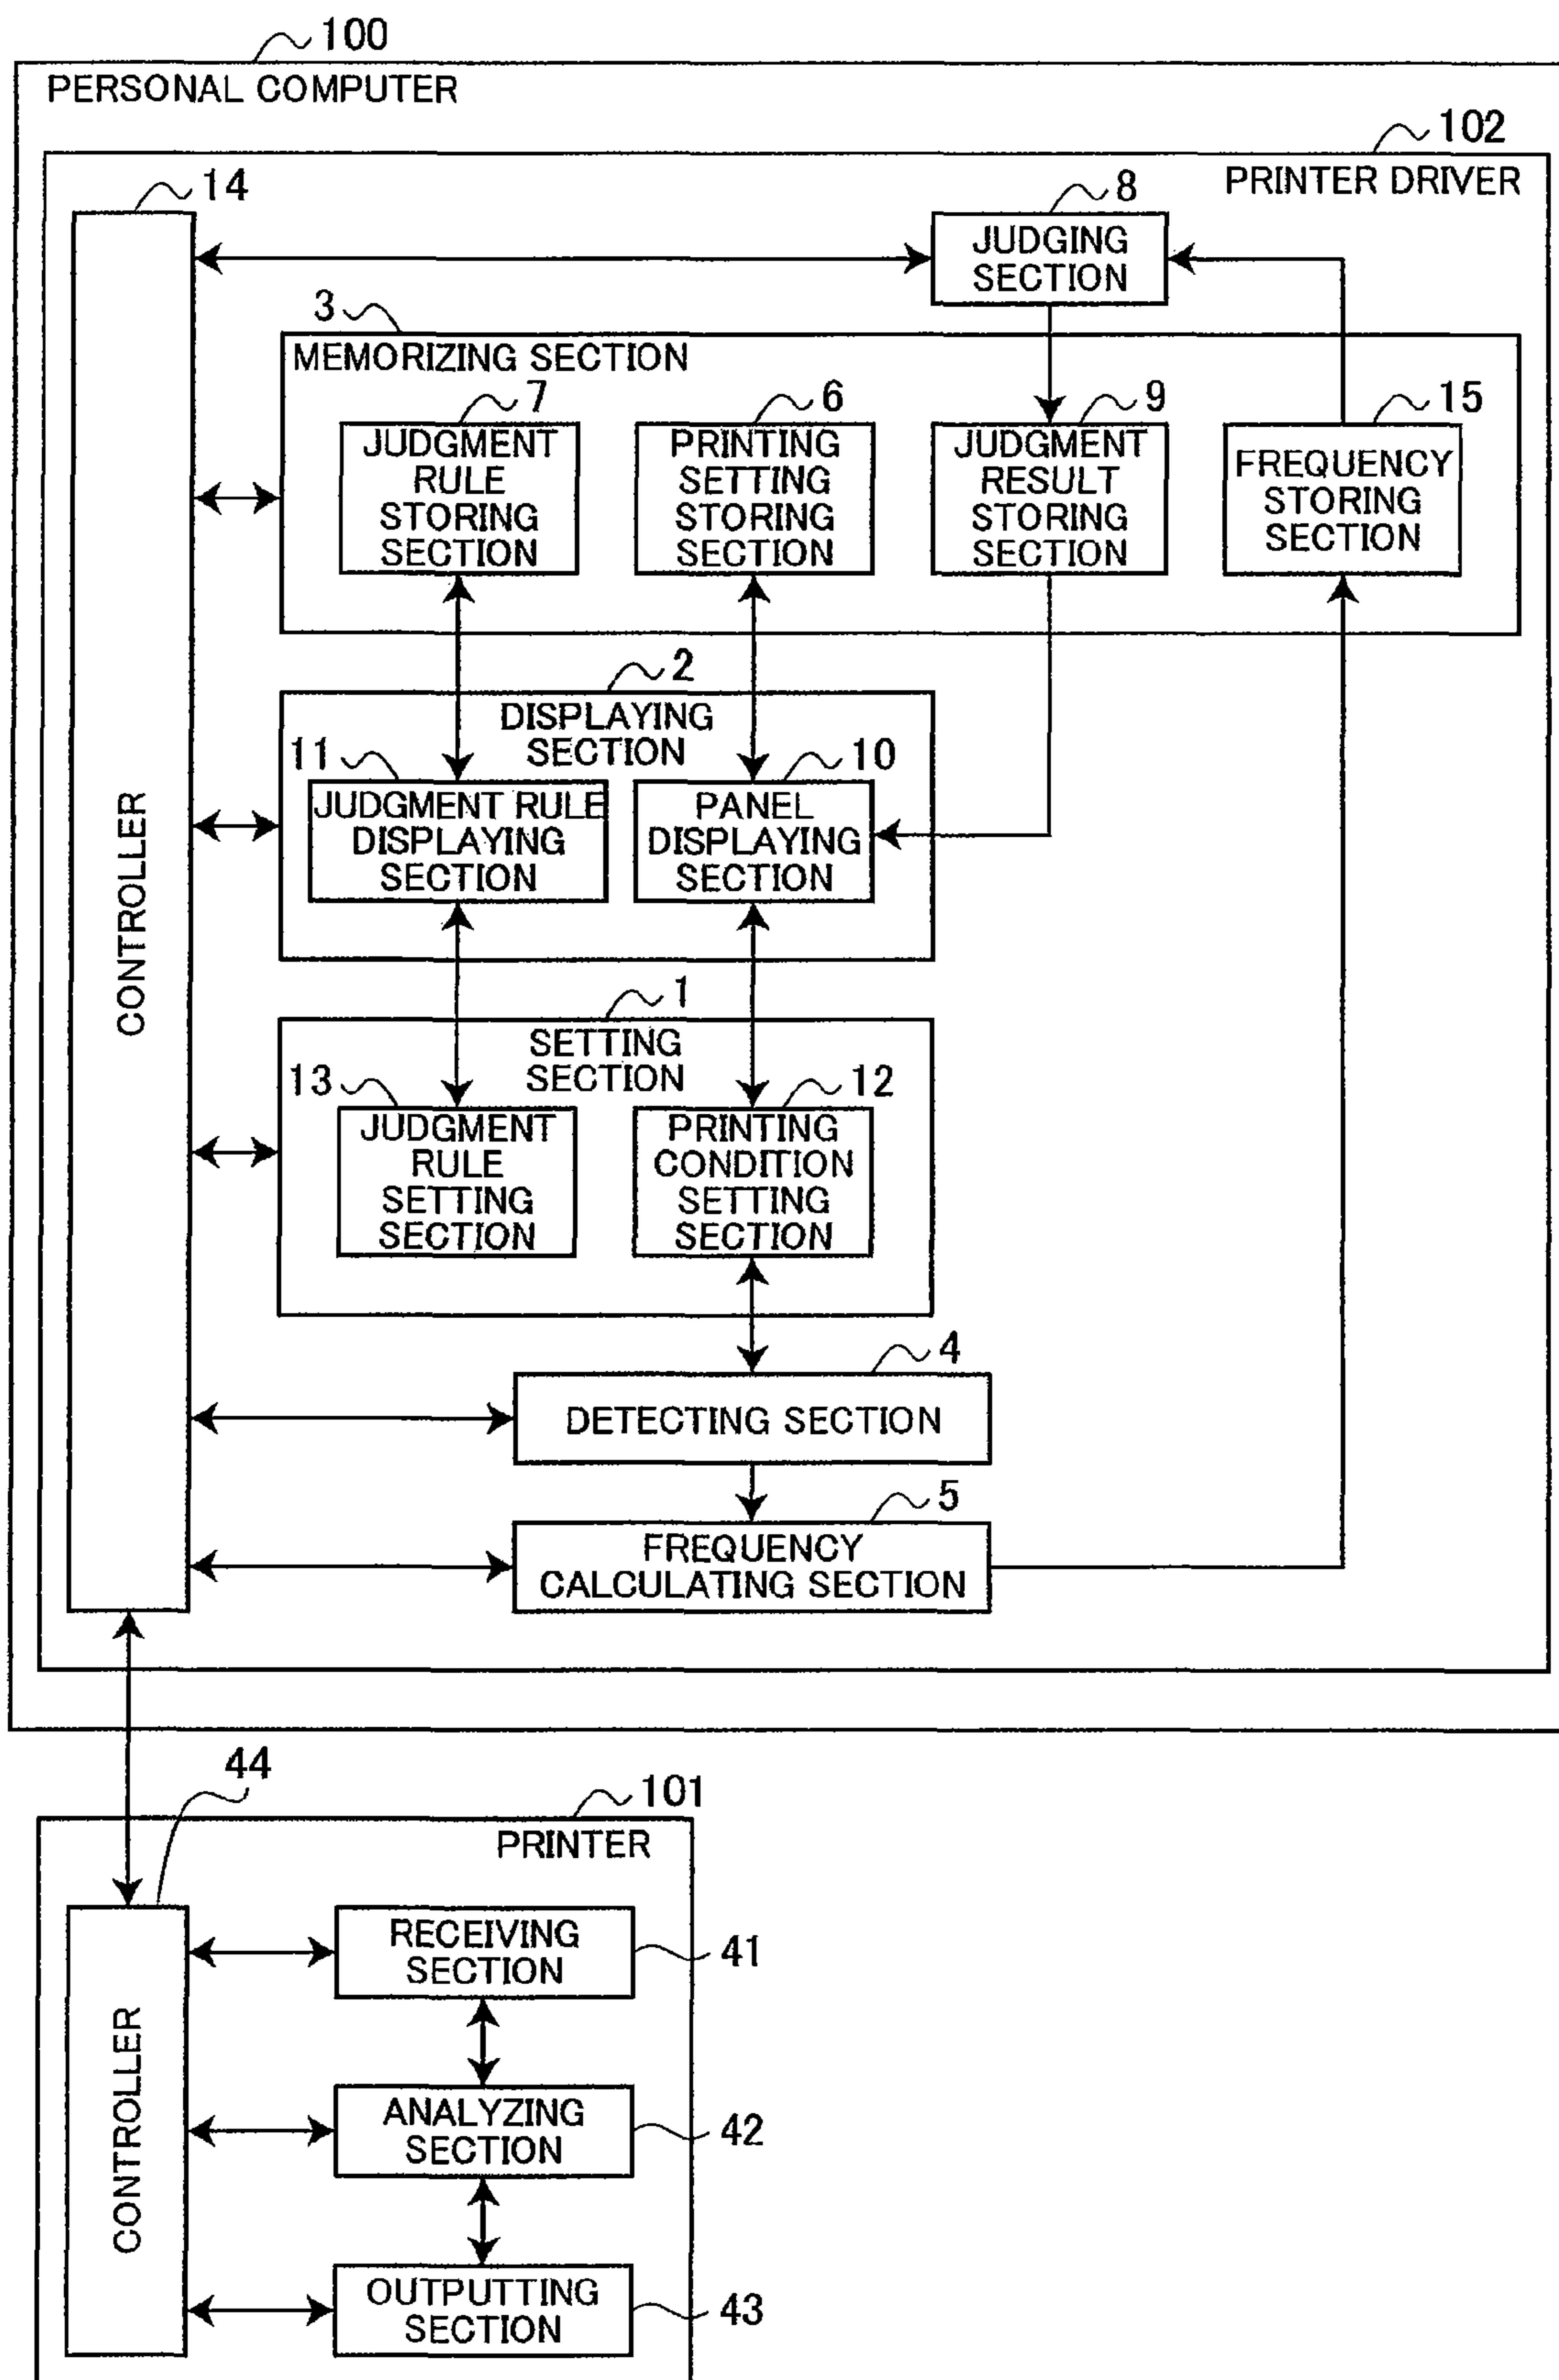 100
PERSONAL COMPUTER
102
PRINTER DRIVER
14
CONTROLLER
8
JUDGING
SECTION
3
MEMORIZING SECTION
7
JUDGMENT
RULE
STORING
SECTION
6
PRINTING
SETTING
STORING
SECTION
9
JUDGMENT
RESULT
STORING
SECTION
15
FREQUENCY
STORING
SECTION
2
DISPLAYING
SECTION
11
JUDGMENT RULE
DISPLAYING
SECTION
10
PANEL
DISPLAYING
SECTION
1
SETTING
SECTION
13
JUDGMENT
RULE
SETTING
SECTION
12
PRINTING
CONDITION
SETTING
SECTION
4
DETECTING SECTION
5
FREQUENCY
CALCULATING SECTION
44
101
PRINTER
CONTROLLER
RECEIVING
SECTION
41
ANALYZING
SECTION
42
OUTPUTTING
SECTION
43